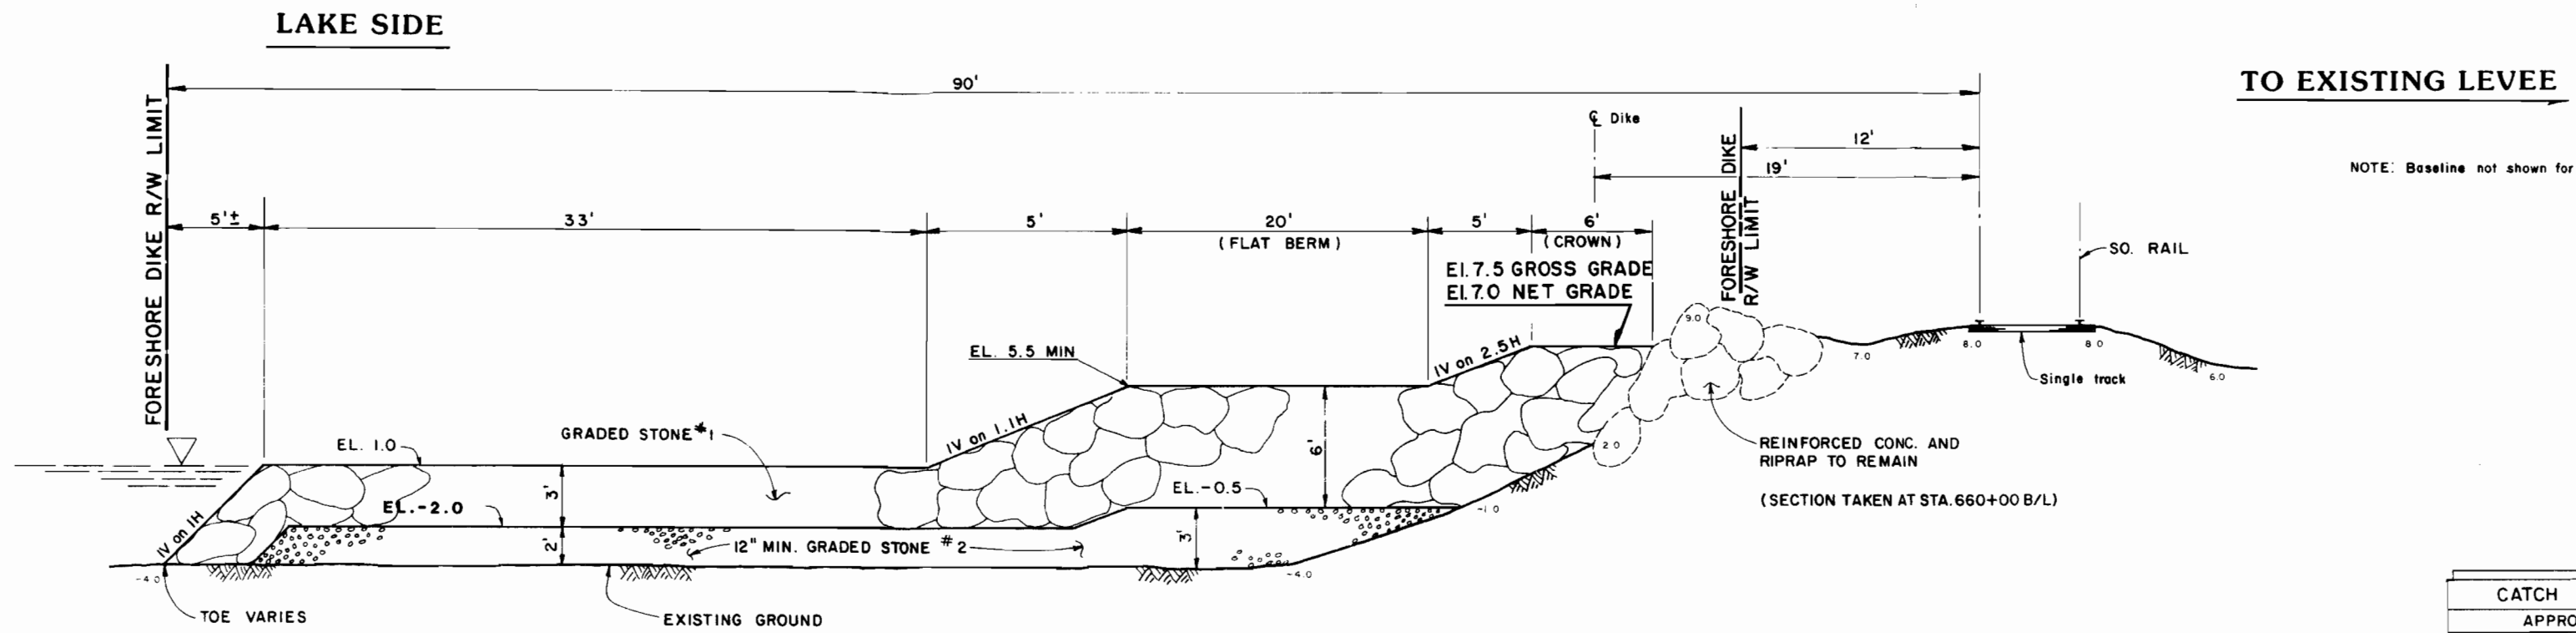 LAKE SIDE
TO EXISTING LEVEE
NOTE: Baseline not shown for
FORESHORE DIKE R/W LIMIT
90'
℄ Dike
FORESHORE DIKE
R/W LIMIT
12'
19'
5'±
33'
5'
20'
(FLAT BERM)
5'
6'
(CROWN)
SO. RAIL
El. 7.5 GROSS GRADE
El. 7.0 NET GRADE
EL. 5.5 MIN
1V on 2.5H
9.0
7.0
8.0
8.0
6.0
Single track
EL. 1.0
GRADED STONE #1
1V on 1.1H
6'
2.0
REINFORCED CONC. AND
RIPRAP TO REMAIN
(SECTION TAKEN AT STA. 660+00 B/L)
1V on 1H
3'
EL.-2.0
EL.-0.5
-1.0
2'
12" MIN. GRADED STONE #2
3'
-4.0
-4.0
TOE VARIES
EXISTING GROUND
CATCH
APPRO